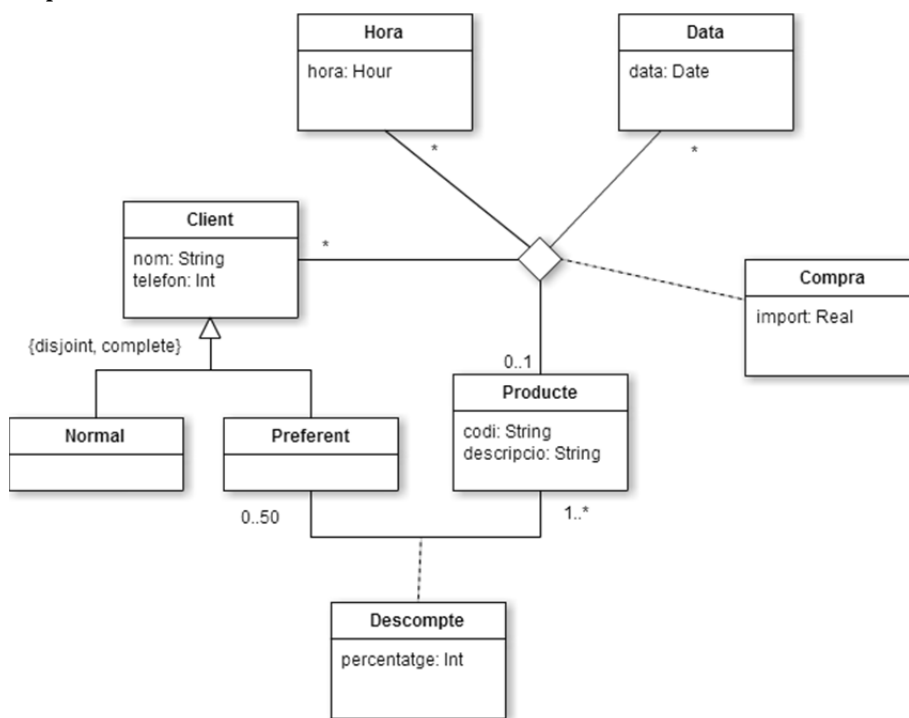 Hora
hora: Hour
Data
data: Date
*
*
Client
nom: String
telefon: Int
*
Compra
import: Real
{disjoint, complete}
0..1
Normal
Preferent
Producte
codi: String
descripcio: String
0..50
1..*
Descompte
percentatge: Int